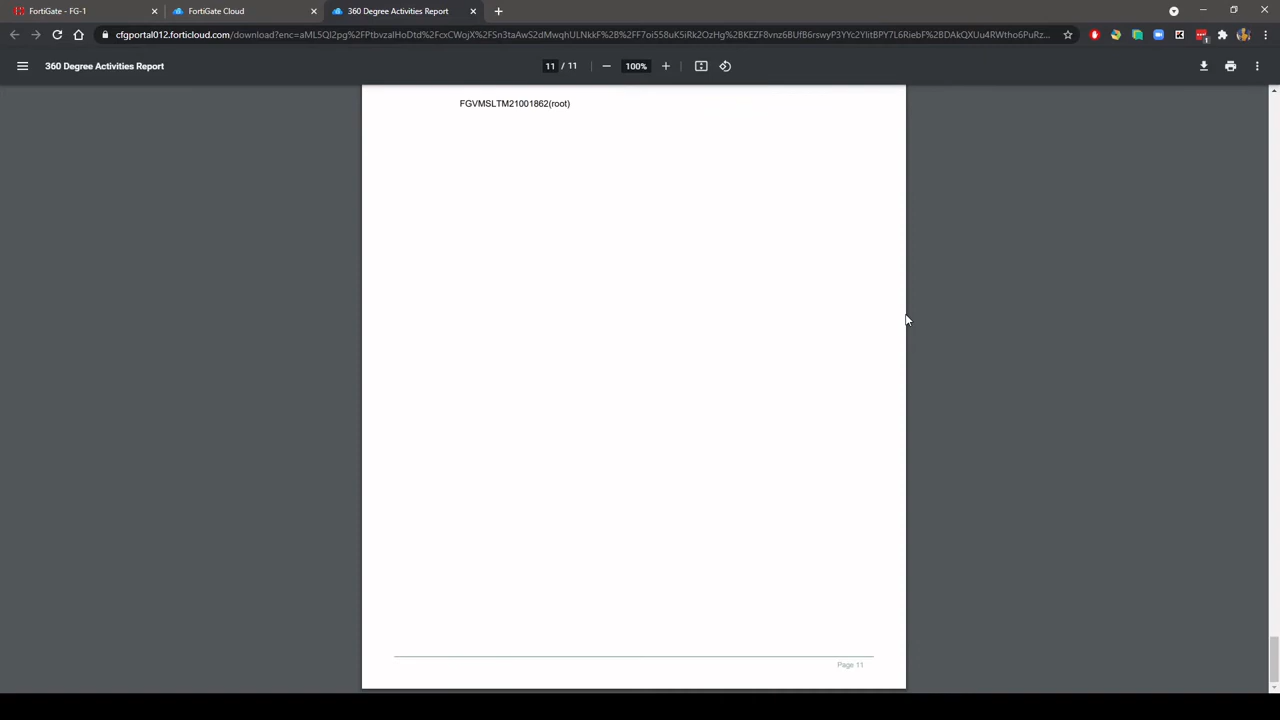 FortiGate - FG-1
FortiGate Cloud
360 Degree Activities Report
360 Degree Activities Report
11 / 11
100%
FGVMSLTM21001862(root)
Page 11